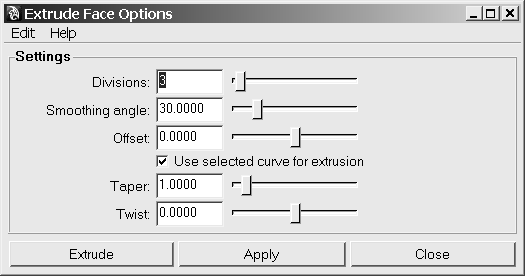 Extrude Face Options
Edit Help
Settings
Divisions: 3
Smoothing angle: 30.0000
Offset: 0.0000
Use selected curve for extrusion
Taper: 1.0000
Twist: 0.0000
Extrude Apply Close